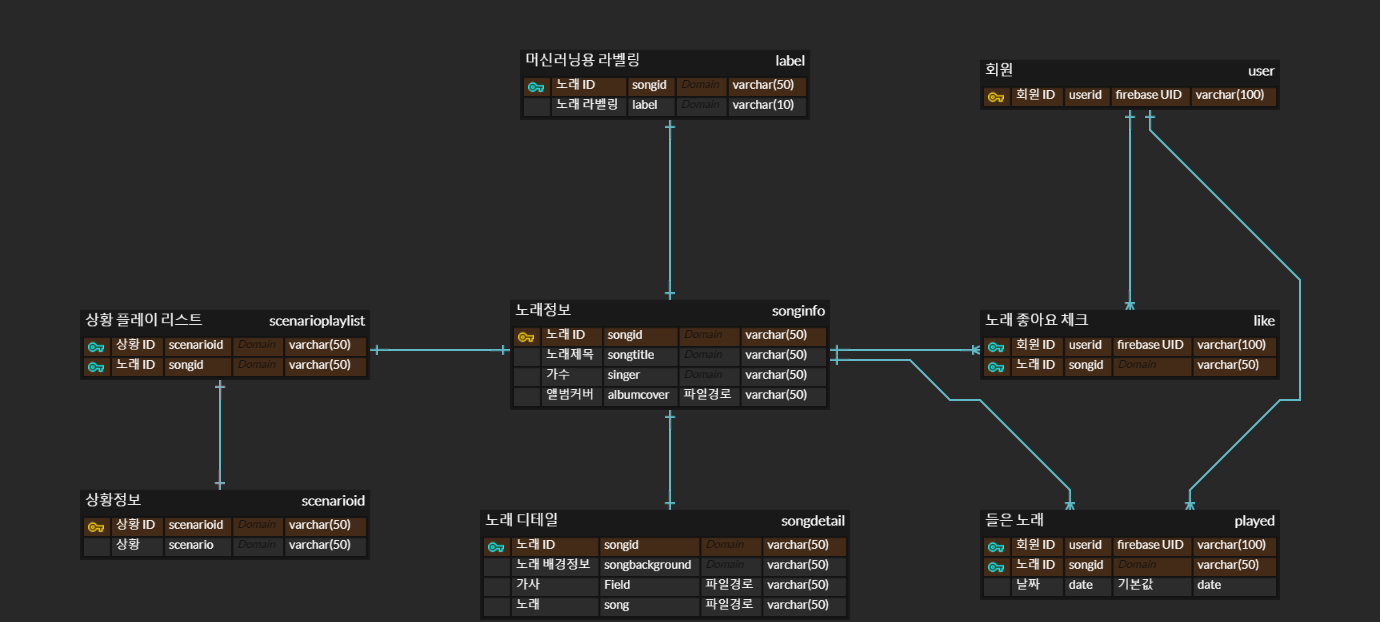 머신러닝용 라벨링 label
노래 ID songid Domain varchar(50)
노래 라벨링 label Domain varchar(10)
회원 user
회원 ID userid firebase UID varchar(100)
상황 플레이 리스트 scenarioplaylist
상황 ID scenarioid Domain varchar(50)
노래 ID songid Domain varchar(50)
노래정보 songinfo
노래 ID songid Domain varchar(50)
노래제목 songtitle Domain varchar(50)
가수 singer Domain varchar(50)
앨범커버 albumcover 파일경로 varchar(50)
노래 좋아요 체크 like
회원 ID userid firebase UID varchar(100)
노래 ID songid Domain varchar(50)
상황정보 scenarioid
상황 ID scenarioid Domain varchar(50)
상황 scenario Domain varchar(50)
노래 디테일 songdetail
노래 ID songid Domain varchar(50)
노래 배경정보 songbackground Domain varchar(50)
가사 Field 파일경로 varchar(50)
노래 song 파일경로 varchar(50)
들은 노래 played
회원 ID userid firebase UID varchar(100)
노래 ID songid Domain varchar(50)
날짜 date 기본값 date